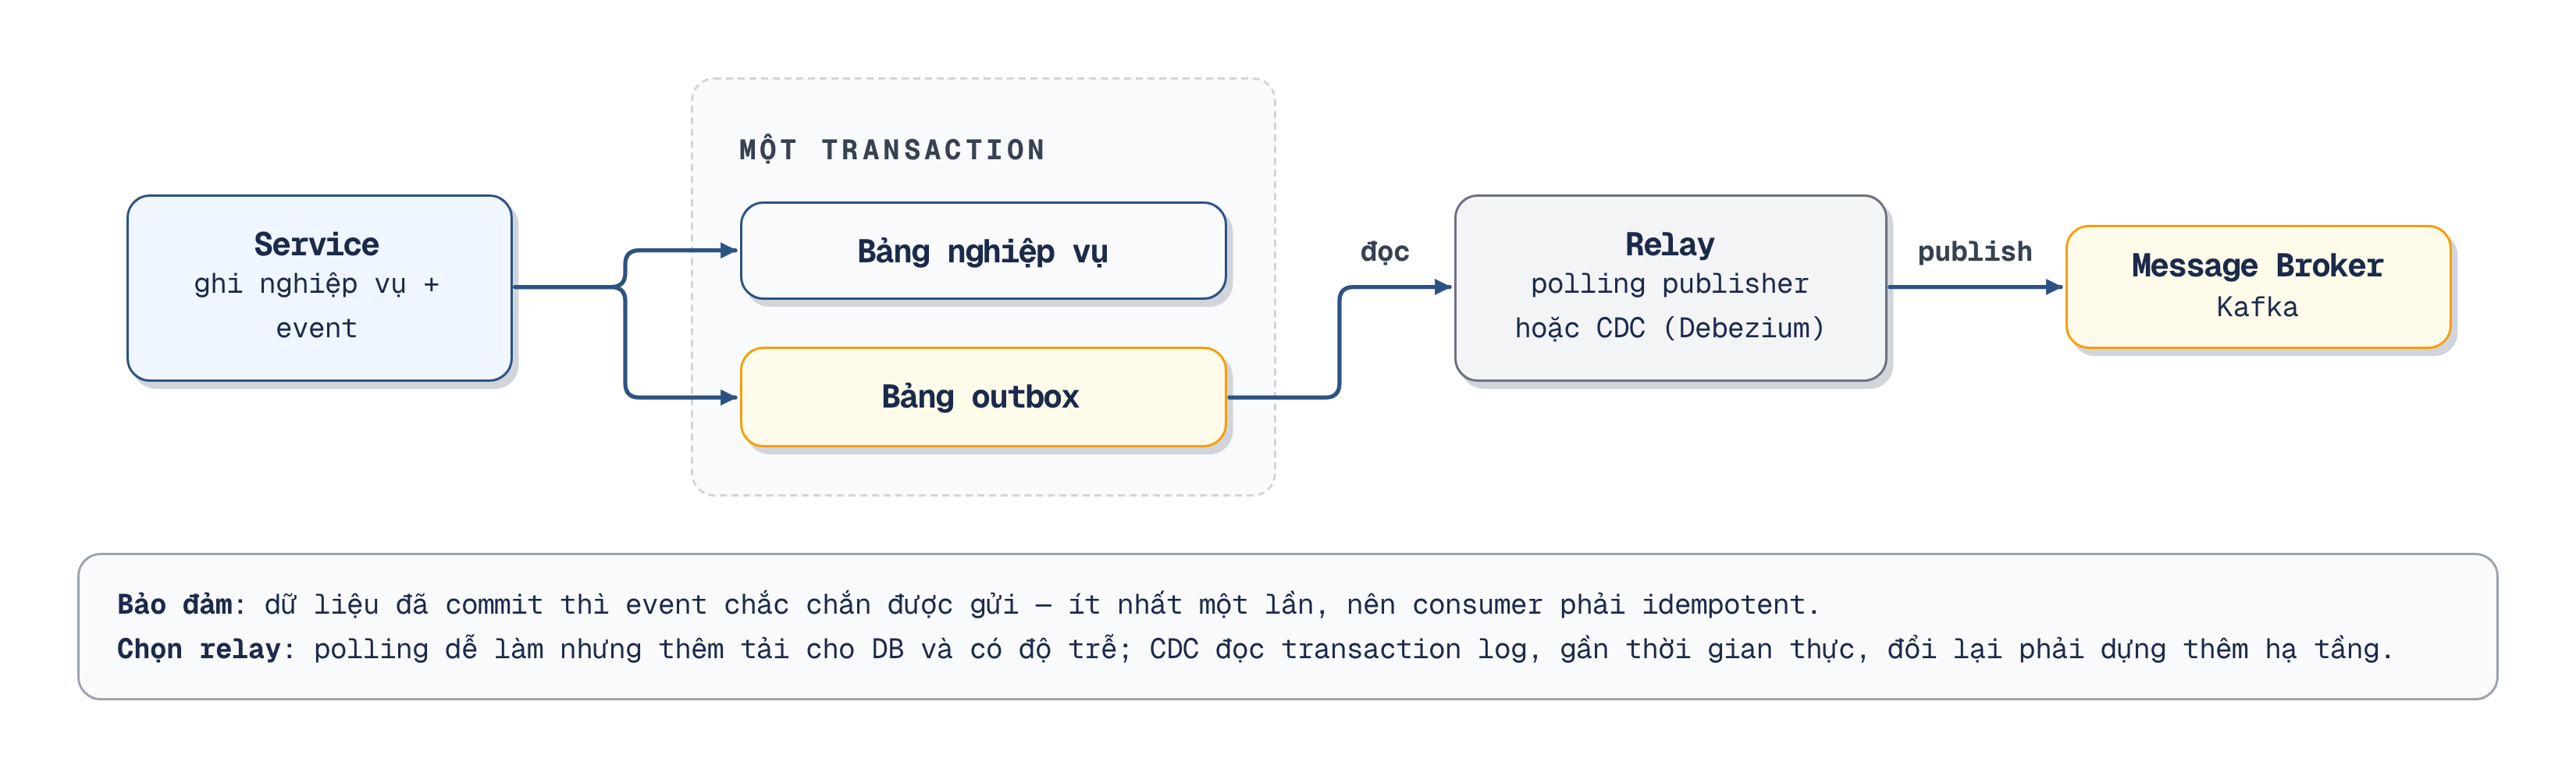 MỘT TRANSACTION
Service
ghi nghiệp vụ +
event
Bảng nghiệp vụ
Bảng outbox
đọc
Relay
polling publisher
hoặc CDC (Debezium)
publish
Message Broker
Kafka
Bảo đảm: dữ liệu đã commit thì event chắc chắn được gửi — ít nhất một lần, nên consumer phải idempotent.
Chọn relay: polling dễ làm nhưng thêm tải cho DB và có độ trễ; CDC đọc transaction log, gần thời gian thực, đổi lại phải dựng thêm hạ tầng.